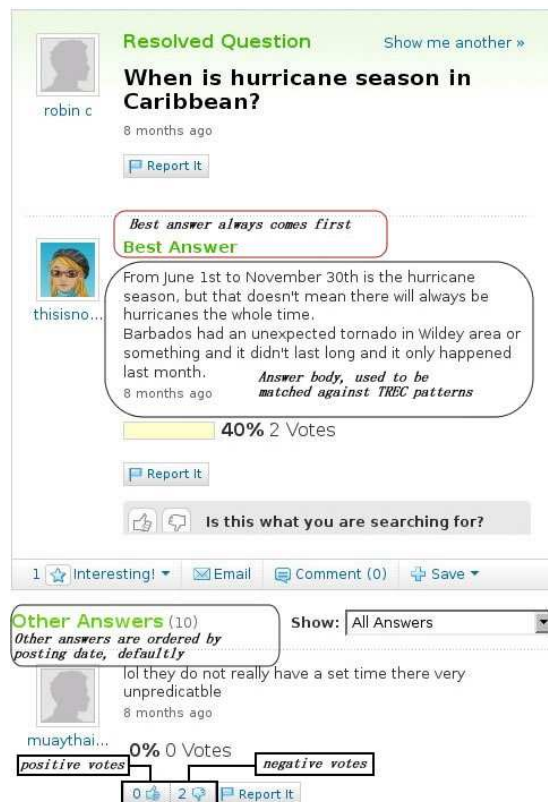 Resolved Question
Show me another »
When is hurricane season in
Caribbean?
robin c
8 months ago
Report It
Best answer always comes first
Best Answer
From June 1st to November 30th is the hurricane
season, but that doesn't mean there will always be
hurricanes the whole time.
Barbados had an unexpected tornado in Wildey area or
something and it didn't last long and it only happened
last month.
thisisno...
8 months ago
Answer body, used to be
matched against TREC patterns
40% 2 Votes
Report It
Is this what you are searching for?
1 Interesting! Email Comment (0) Save
Other Answers (10)
Show: All Answers
Other answers are ordered by
posting date, defaultly
lol they do not really have a set time there very
unpredicatble
8 months ago
muaythai...
0% 0 Votes
positive votes
negative votes
0 2 Report It